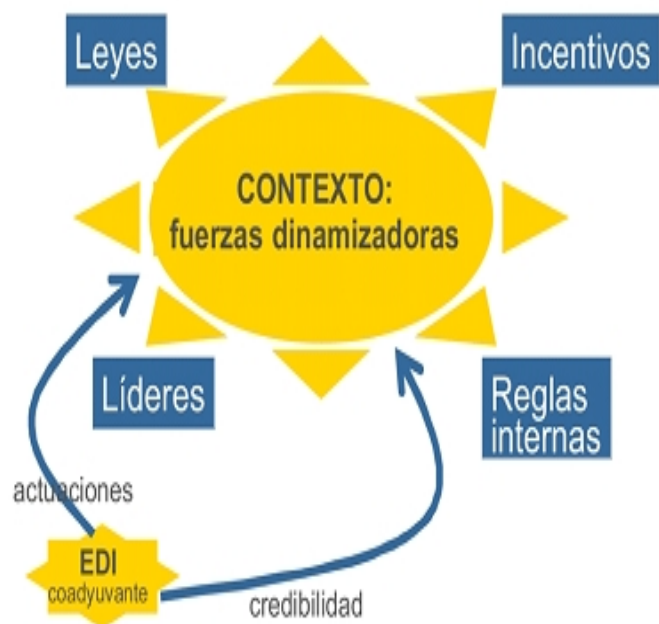 Leyes
Incentivos
CONTEXTO:
fuerzas dinamizadoras
Líderes
Reglas
internas
actuaciones
EDI
coadyuvante
credibilidad